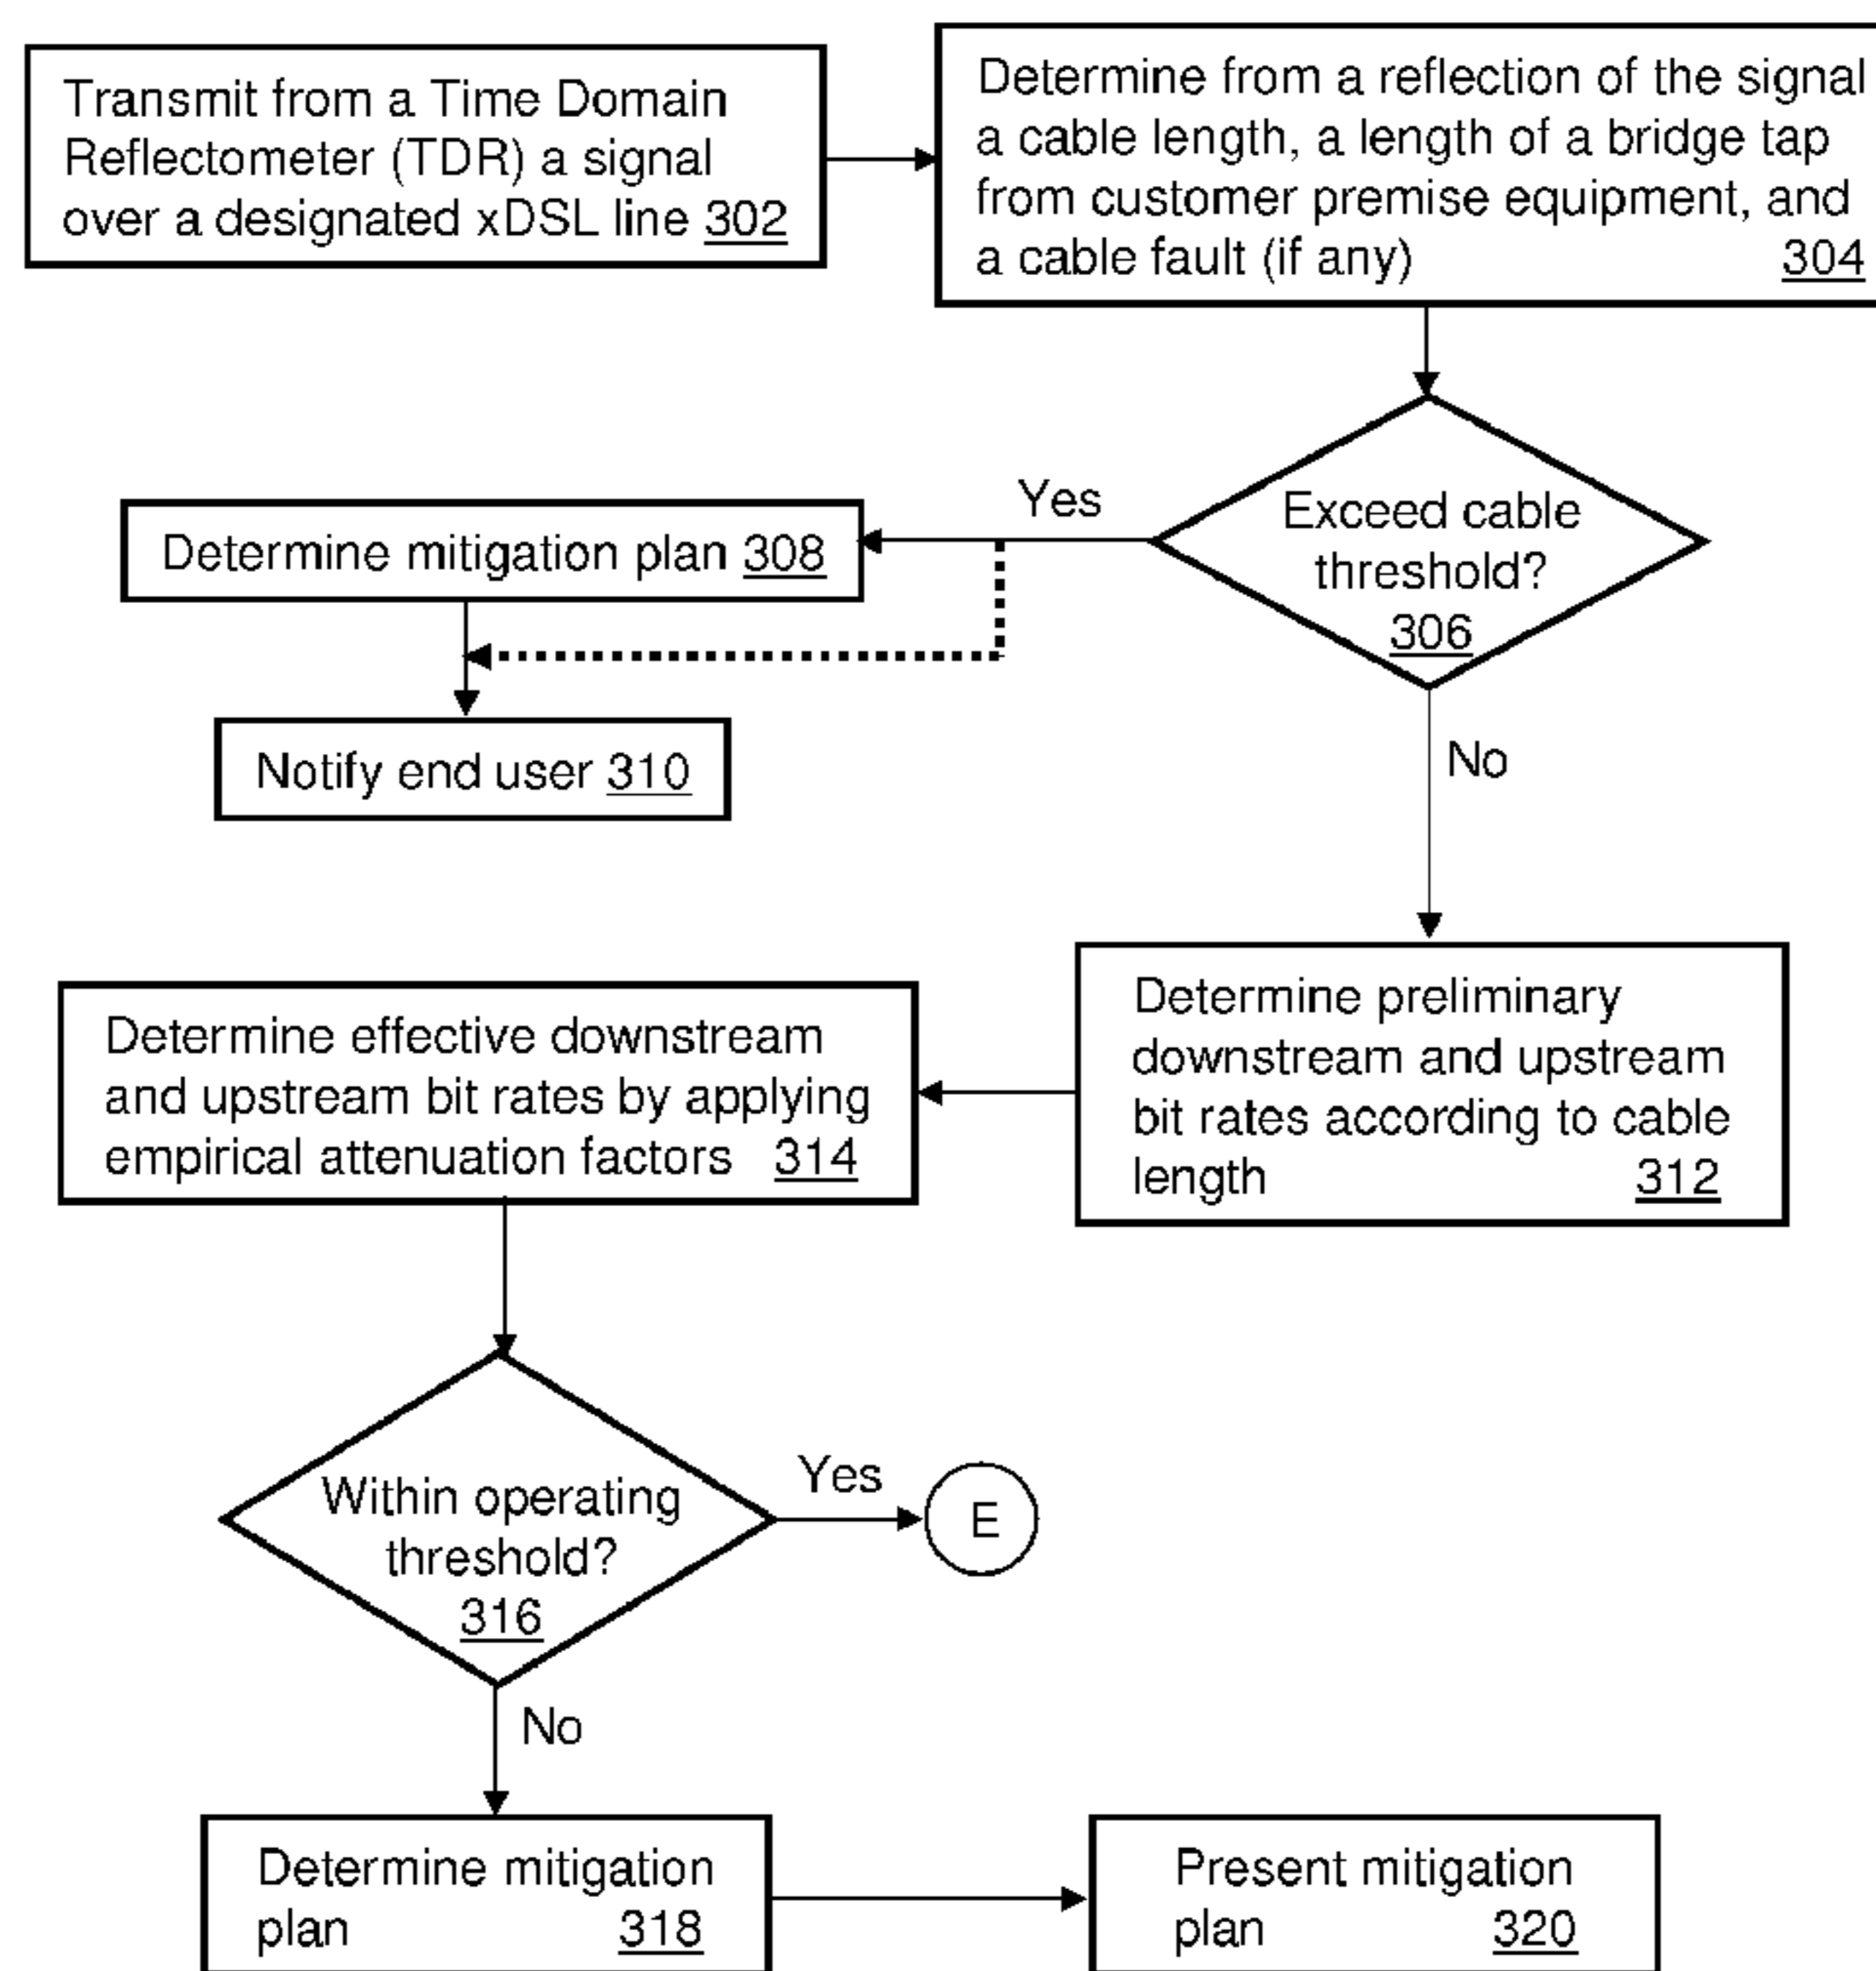 Transmit from a Time Domain
Reflectometer (TDR) a signal
over a designated xDSL line 302
Determine from a reflection of the signal
a cable length, a length of a bridge tap
from customer premise equipment, and
a cable fault (if any) 304
Exceed cable
threshold?
306
Yes
Determine mitigation plan 308
Notify end user 310
No
Determine preliminary
downstream and upstream
bit rates according to cable
length 312
Determine effective downstream
and upstream bit rates by applying
empirical attenuation factors 314
Within operating
threshold?
316
Yes
E
No
Determine mitigation
plan 318
Present mitigation
plan 320